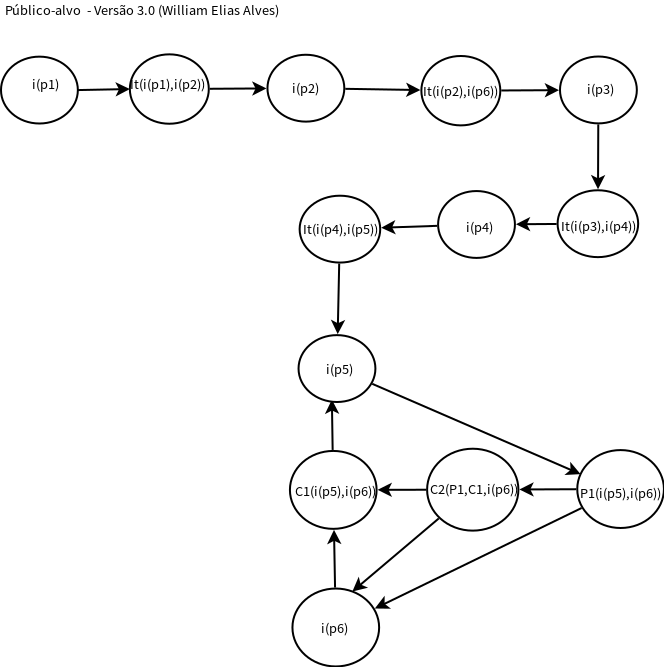 Público-alvo - Versão 3.0 (William Elias Alves)
i(p1)
It(i(p1),i(p2))
i(p2)
It(i(p2),i(p6))
i(p3)
It(i(p4),i(p5))
i(p4)
It(i(p3),i(p4))
i(p5)
C1(i(p5),i(p6))
C2(P1,C1,i(p6))
P1(i(p5),i(p6))
i(p6)